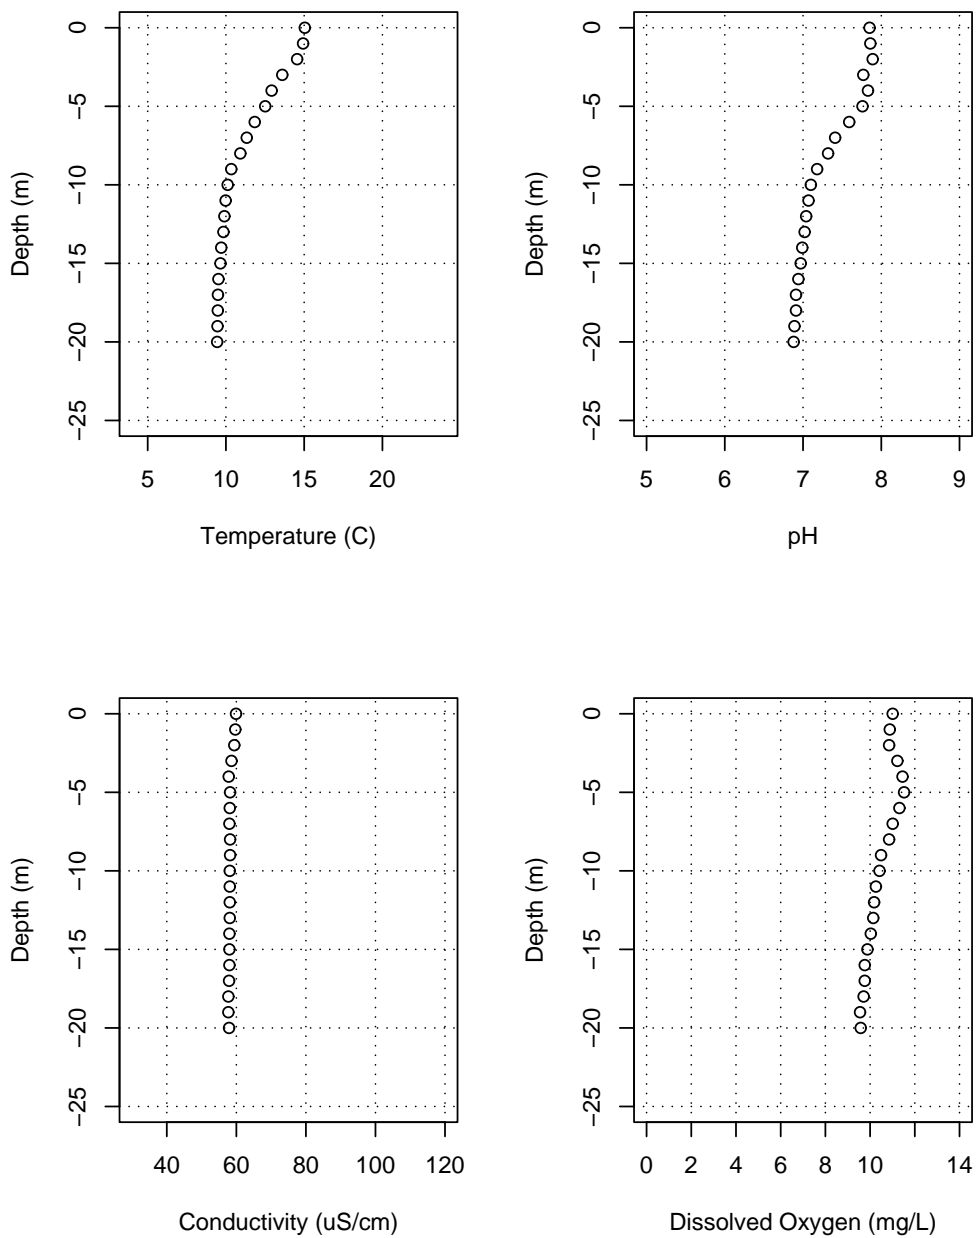 0
−5
−10
−15
−20
−25
Depth (m)
5 10 15 20
Temperature (C)
0
−5
−10
−15
−20
−25
Depth (m)
5 6 7 8 9
pH
0
−5
−10
−15
−20
−25
Depth (m)
40 60 80 100 120
Conductivity (uS/cm)
0
−5
−10
−15
−20
−25
Depth (m)
0 2 4 6 8 10 14
Dissolved Oxygen (mg/L)